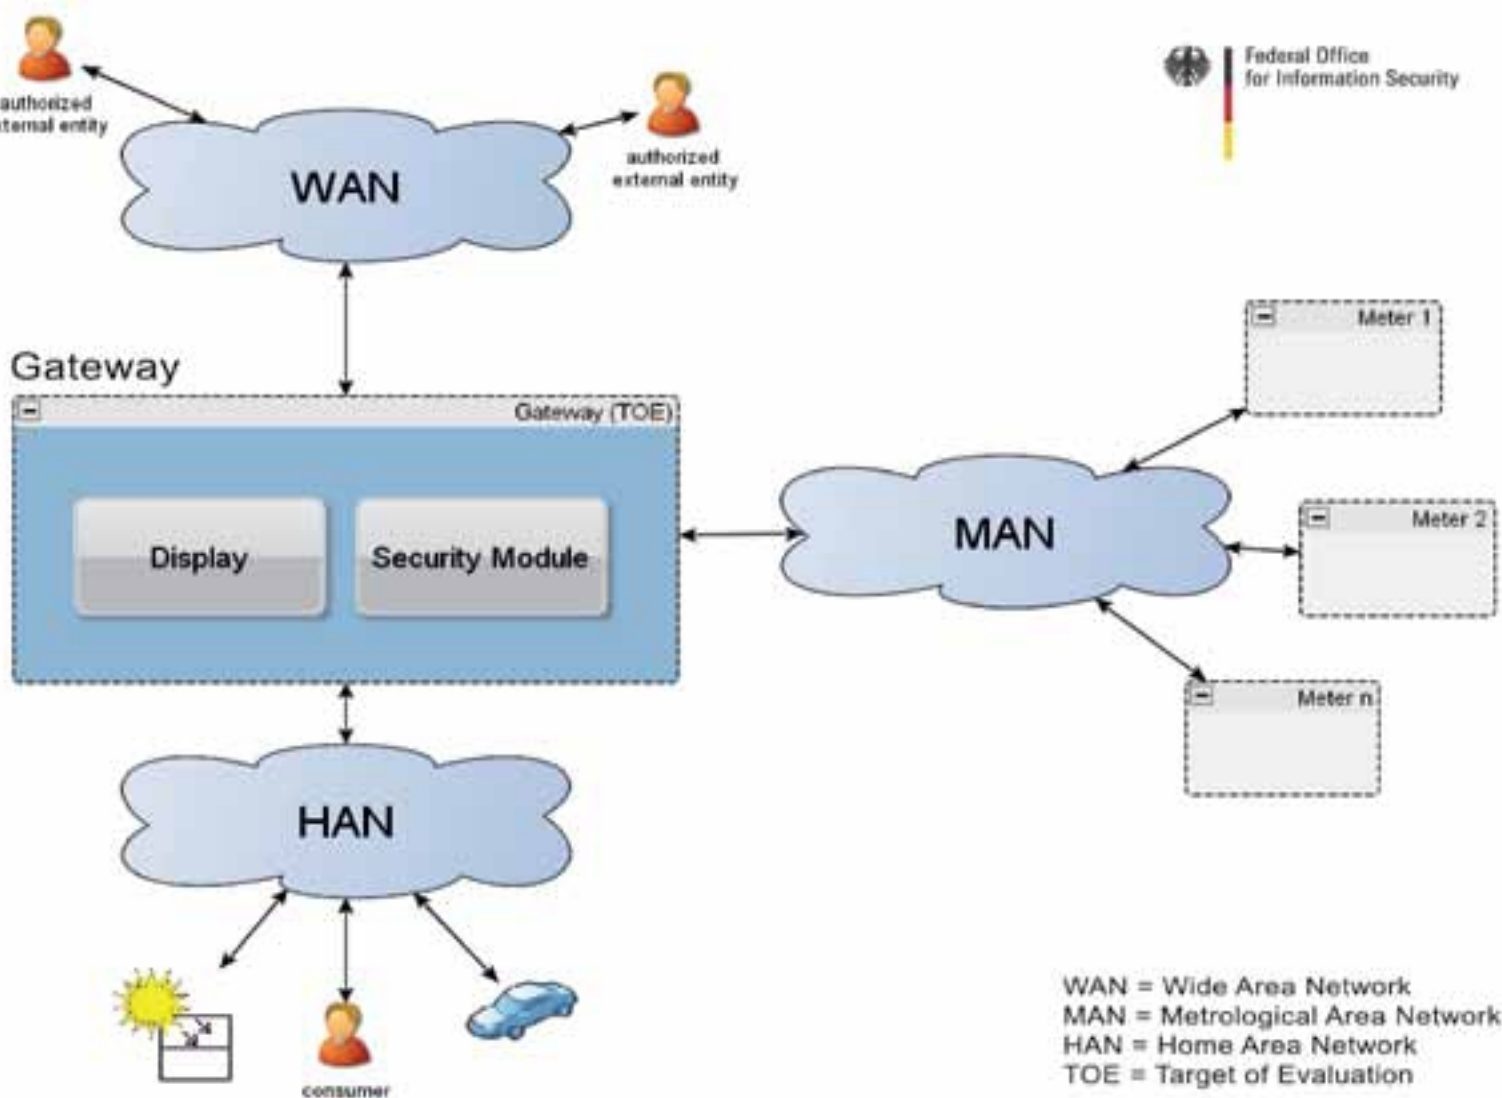 authorized
external entity
WAN
authorized
external entity
Federal Office
for Information Security
Gateway
Gateway (TOE)
Display
Security Module
MAN
Meter 1
Meter 2
Meter n
HAN
consumer
WAN = Wide Area Network
MAN = Metrological Area Network
HAN = Home Area Network
TOE = Target of Evaluation